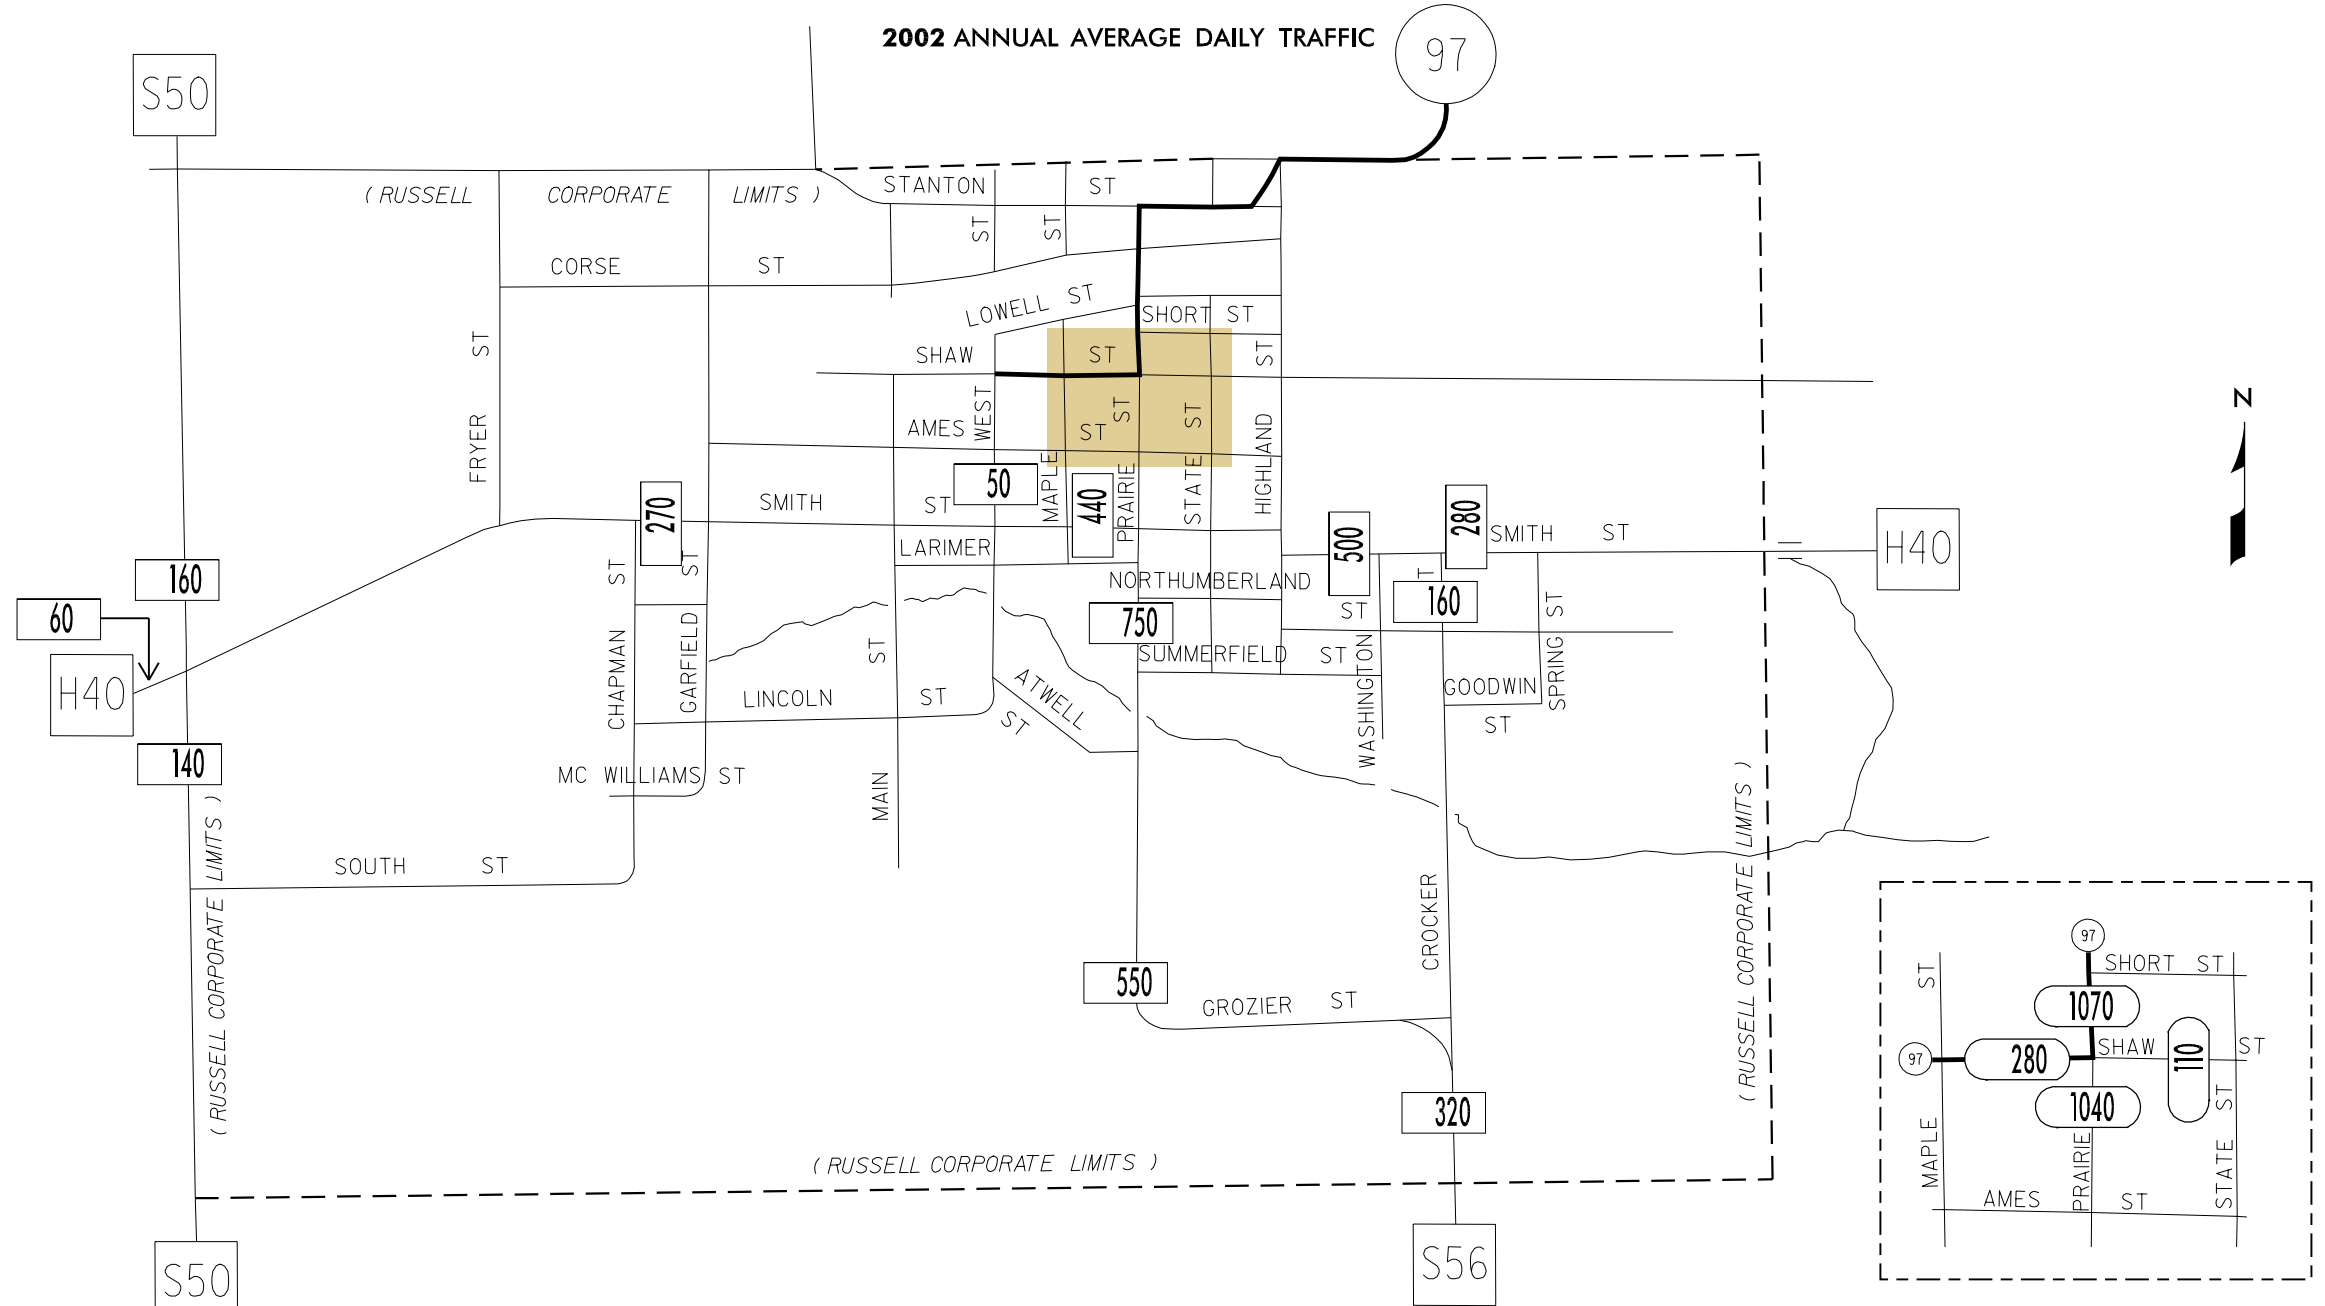 2002 ANNUAL AVERAGE DAILY TRAFFIC
97
S50
( RUSSELL CORPORATE LIMITS )
STANTON ST
ST
ST
CORSE ST
LOWELL ST
SHORT ST
FRYER ST
SHAW ST
ST
WEST
AMES ST
ST
ST
HIGHLAND
N
MAPLE
PRAIRIE
STATE
50
440
270
SMITH ST
500
280
SMITH ST
H40
LARIMER
ST
ST
160
NORTHUMBERLAND ST
T
160
60
750
CHAPMAN
GARFIELD
ST
SUMMERFIELD ST
WASHINGTON
SPRING ST
H40
LINCOLN ST
ATWELL ST
GOODWIN ST
140
MC WILLIAMS ST
MAIN
( RUSSELL CORPORATE LIMITS )
( RUSSELL CORPORATE LIMITS )
SOUTH ST
CROCKER
550
GROZIER ST
320
( RUSSELL CORPORATE LIMITS )
S50
S56
97
ST
SHORT ST
1070
97
280
SHAW ST
110
1040
MAPLE
PRAIRIE
STATE ST
AMES ST